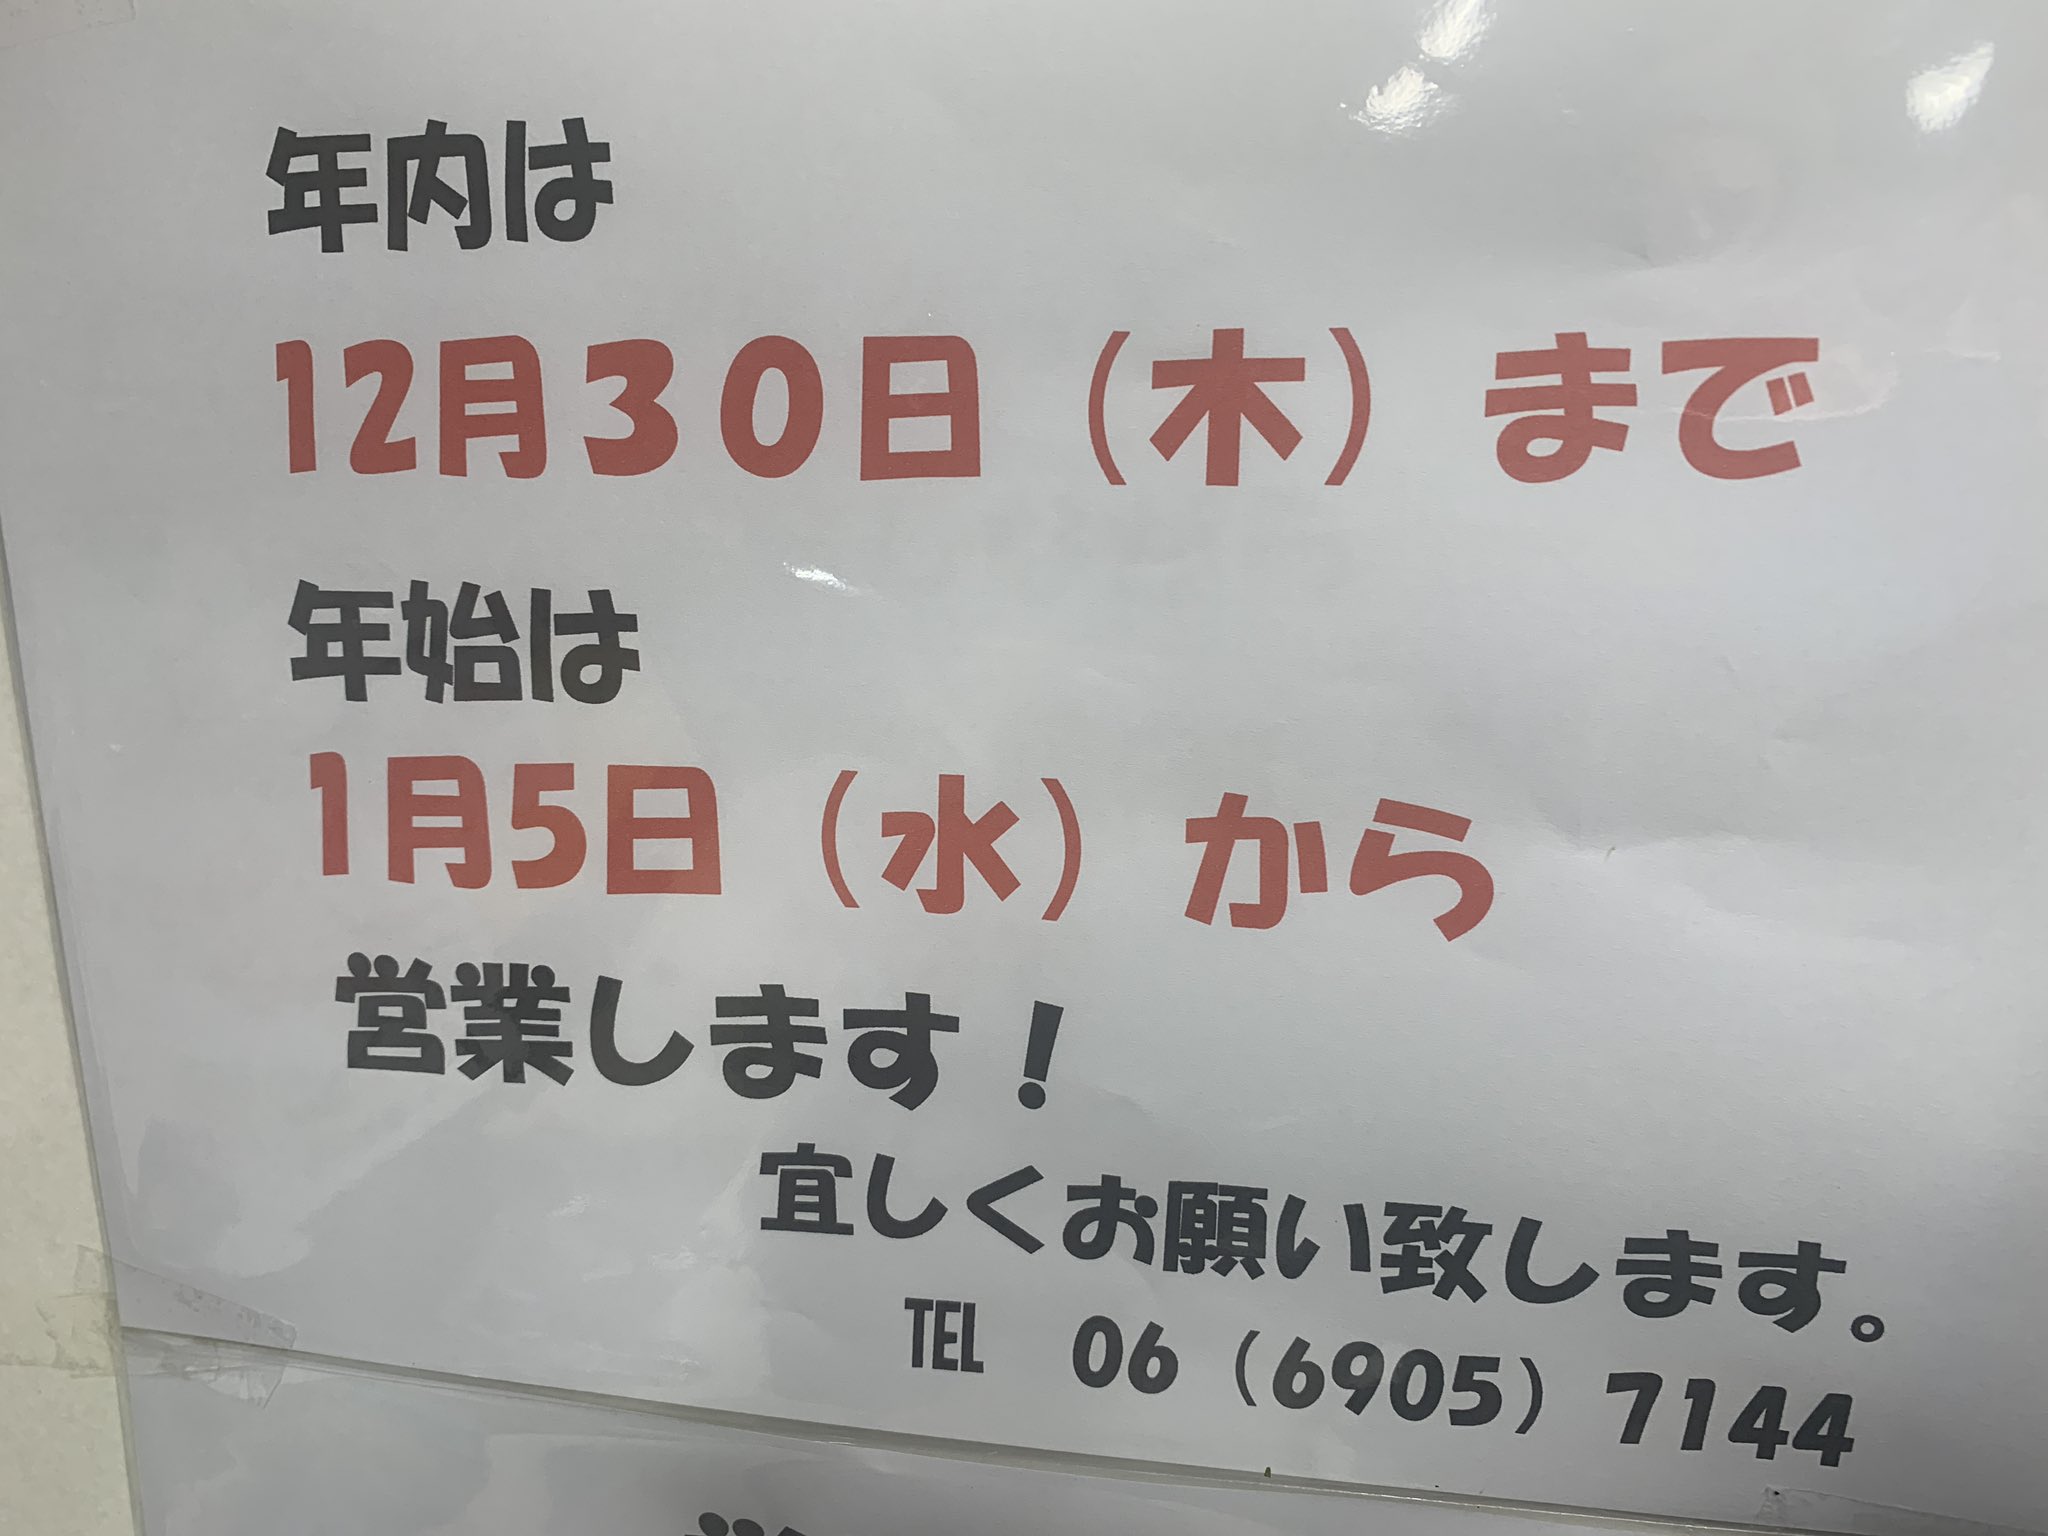 年内は
12月３０日（木）まで
年始は
1月5日（水）から
営業します！
宜しくお願い致します。
TEL　06（6905）7144